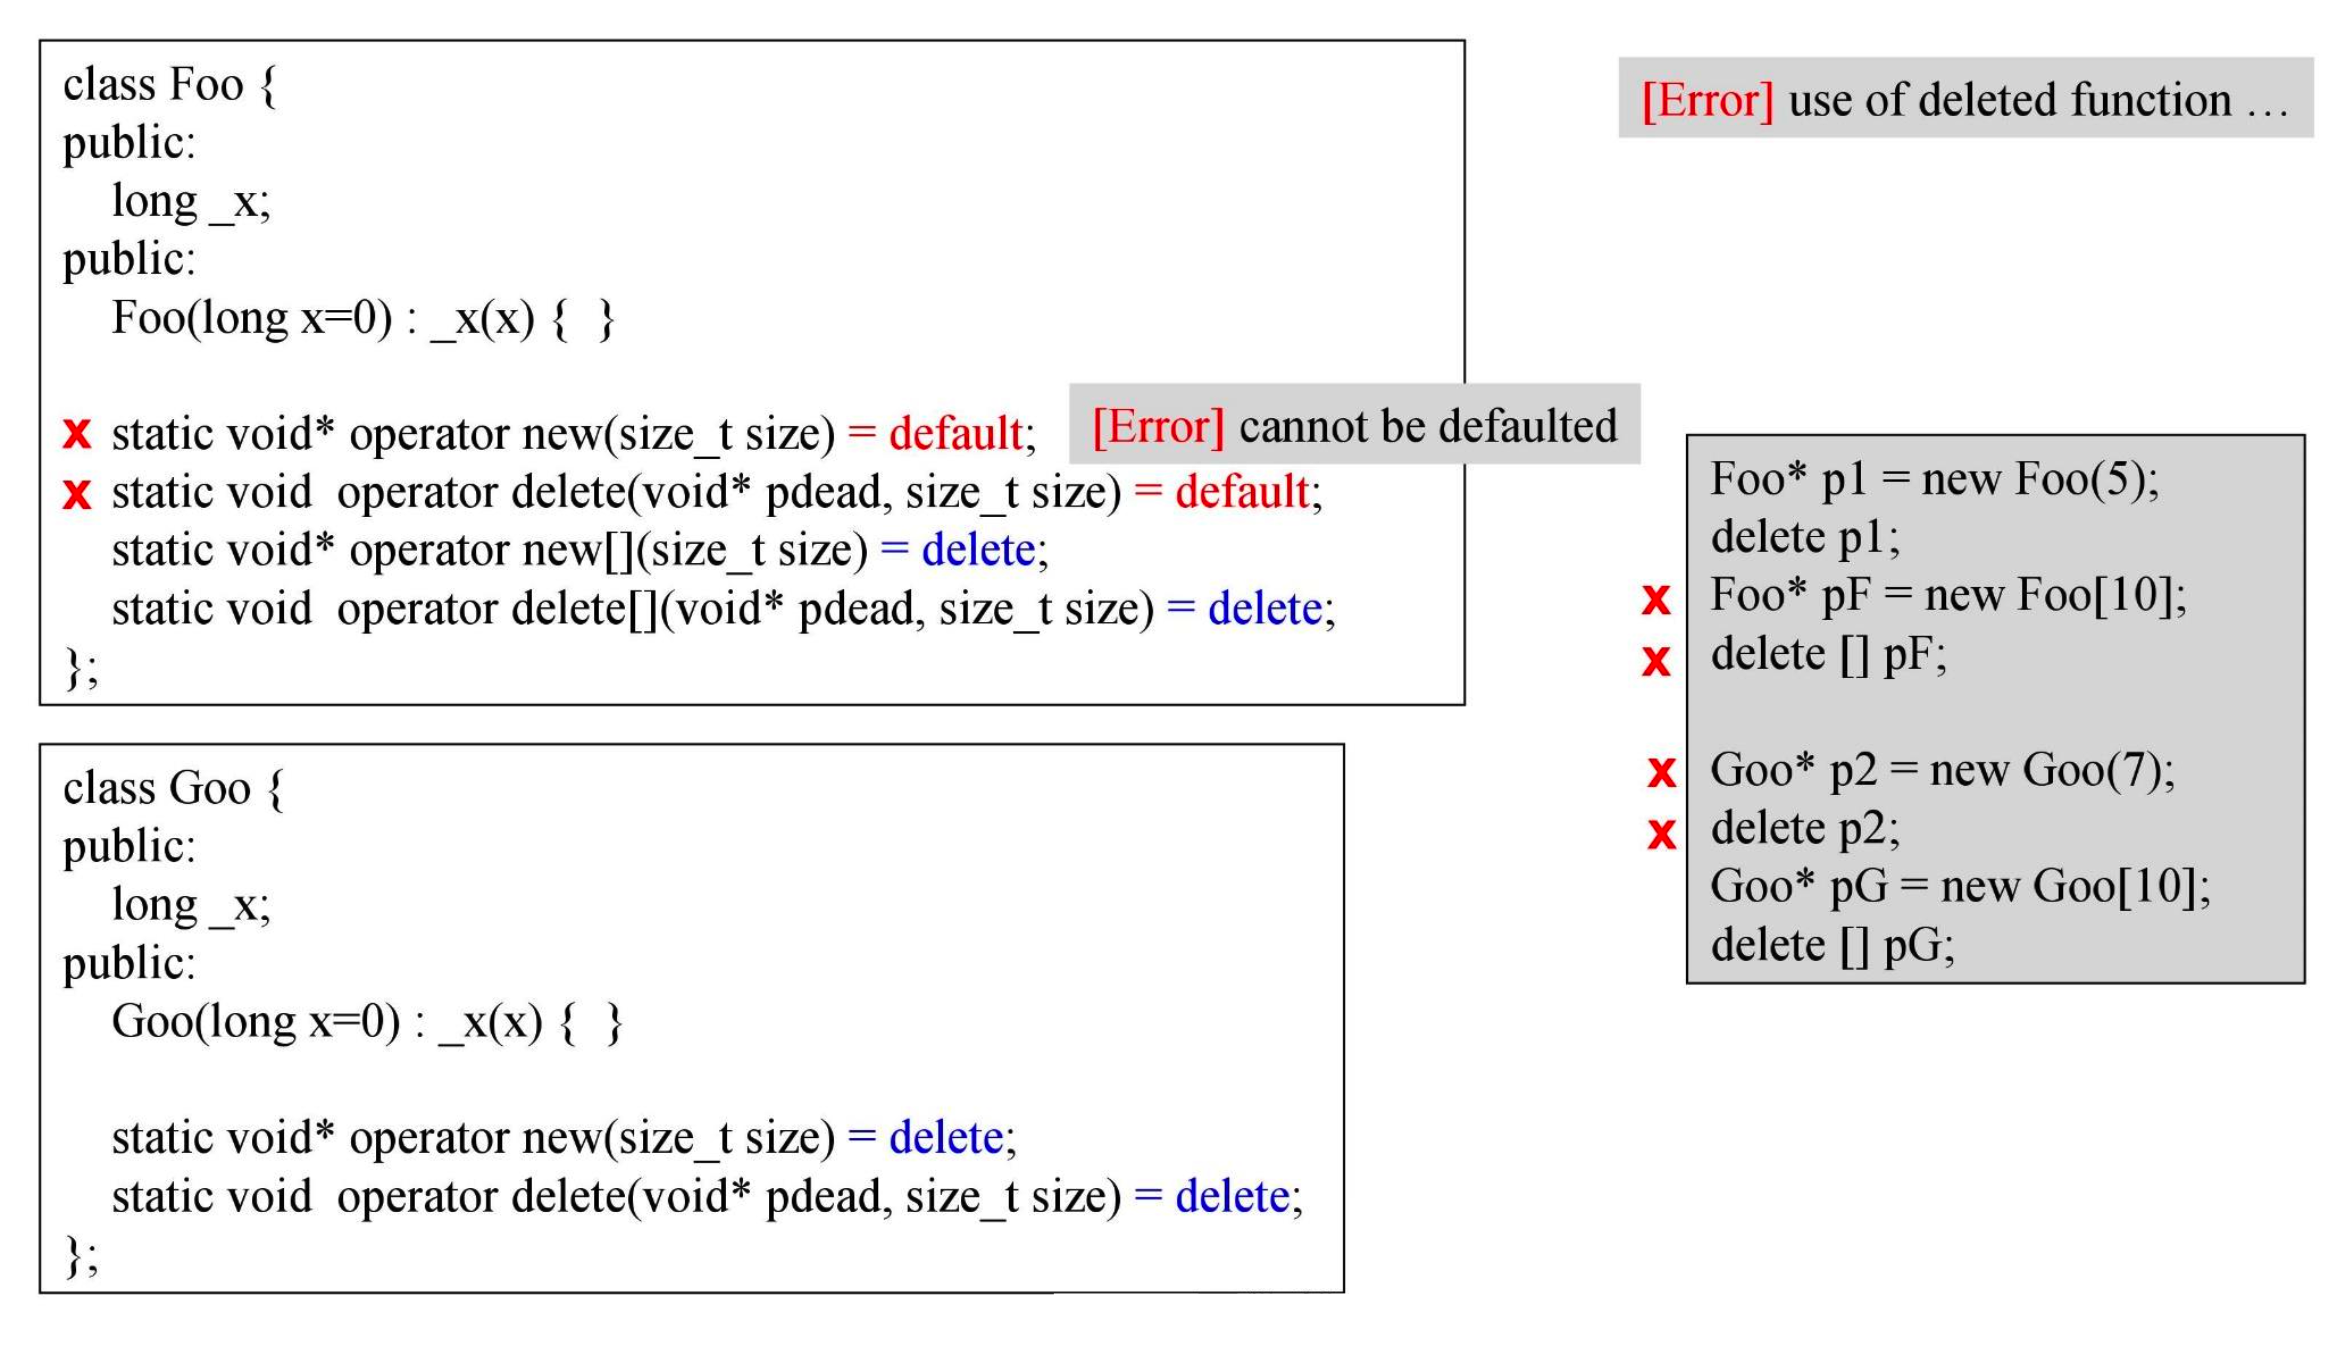 class Foo {
public:
long _x;
public:
Foo(long x=0) : _x(x) { }
x static void* operator new(size_t size) = default;
[Error] cannot be defaulted
x static void operator delete(void* pdead, size_t size) = default;
static void* operator new[](size_t size) = delete;
static void operator delete[](void* pdead, size_t size) = delete;
};
class Goo {
public:
long _x;
public:
Goo(long x=0) : _x(x) { }
static void* operator new(size_t size) = delete;
static void operator delete(void* pdead, size_t size) = delete;
};
[Error] use of deleted function …
Foo* p1 = new Foo(5);
delete p1;
x Foo* pF = new Foo[10];
x delete [] pF;
x Goo* p2 = new Goo(7);
x delete p2;
Goo* pG = new Goo[10];
delete [] pG;